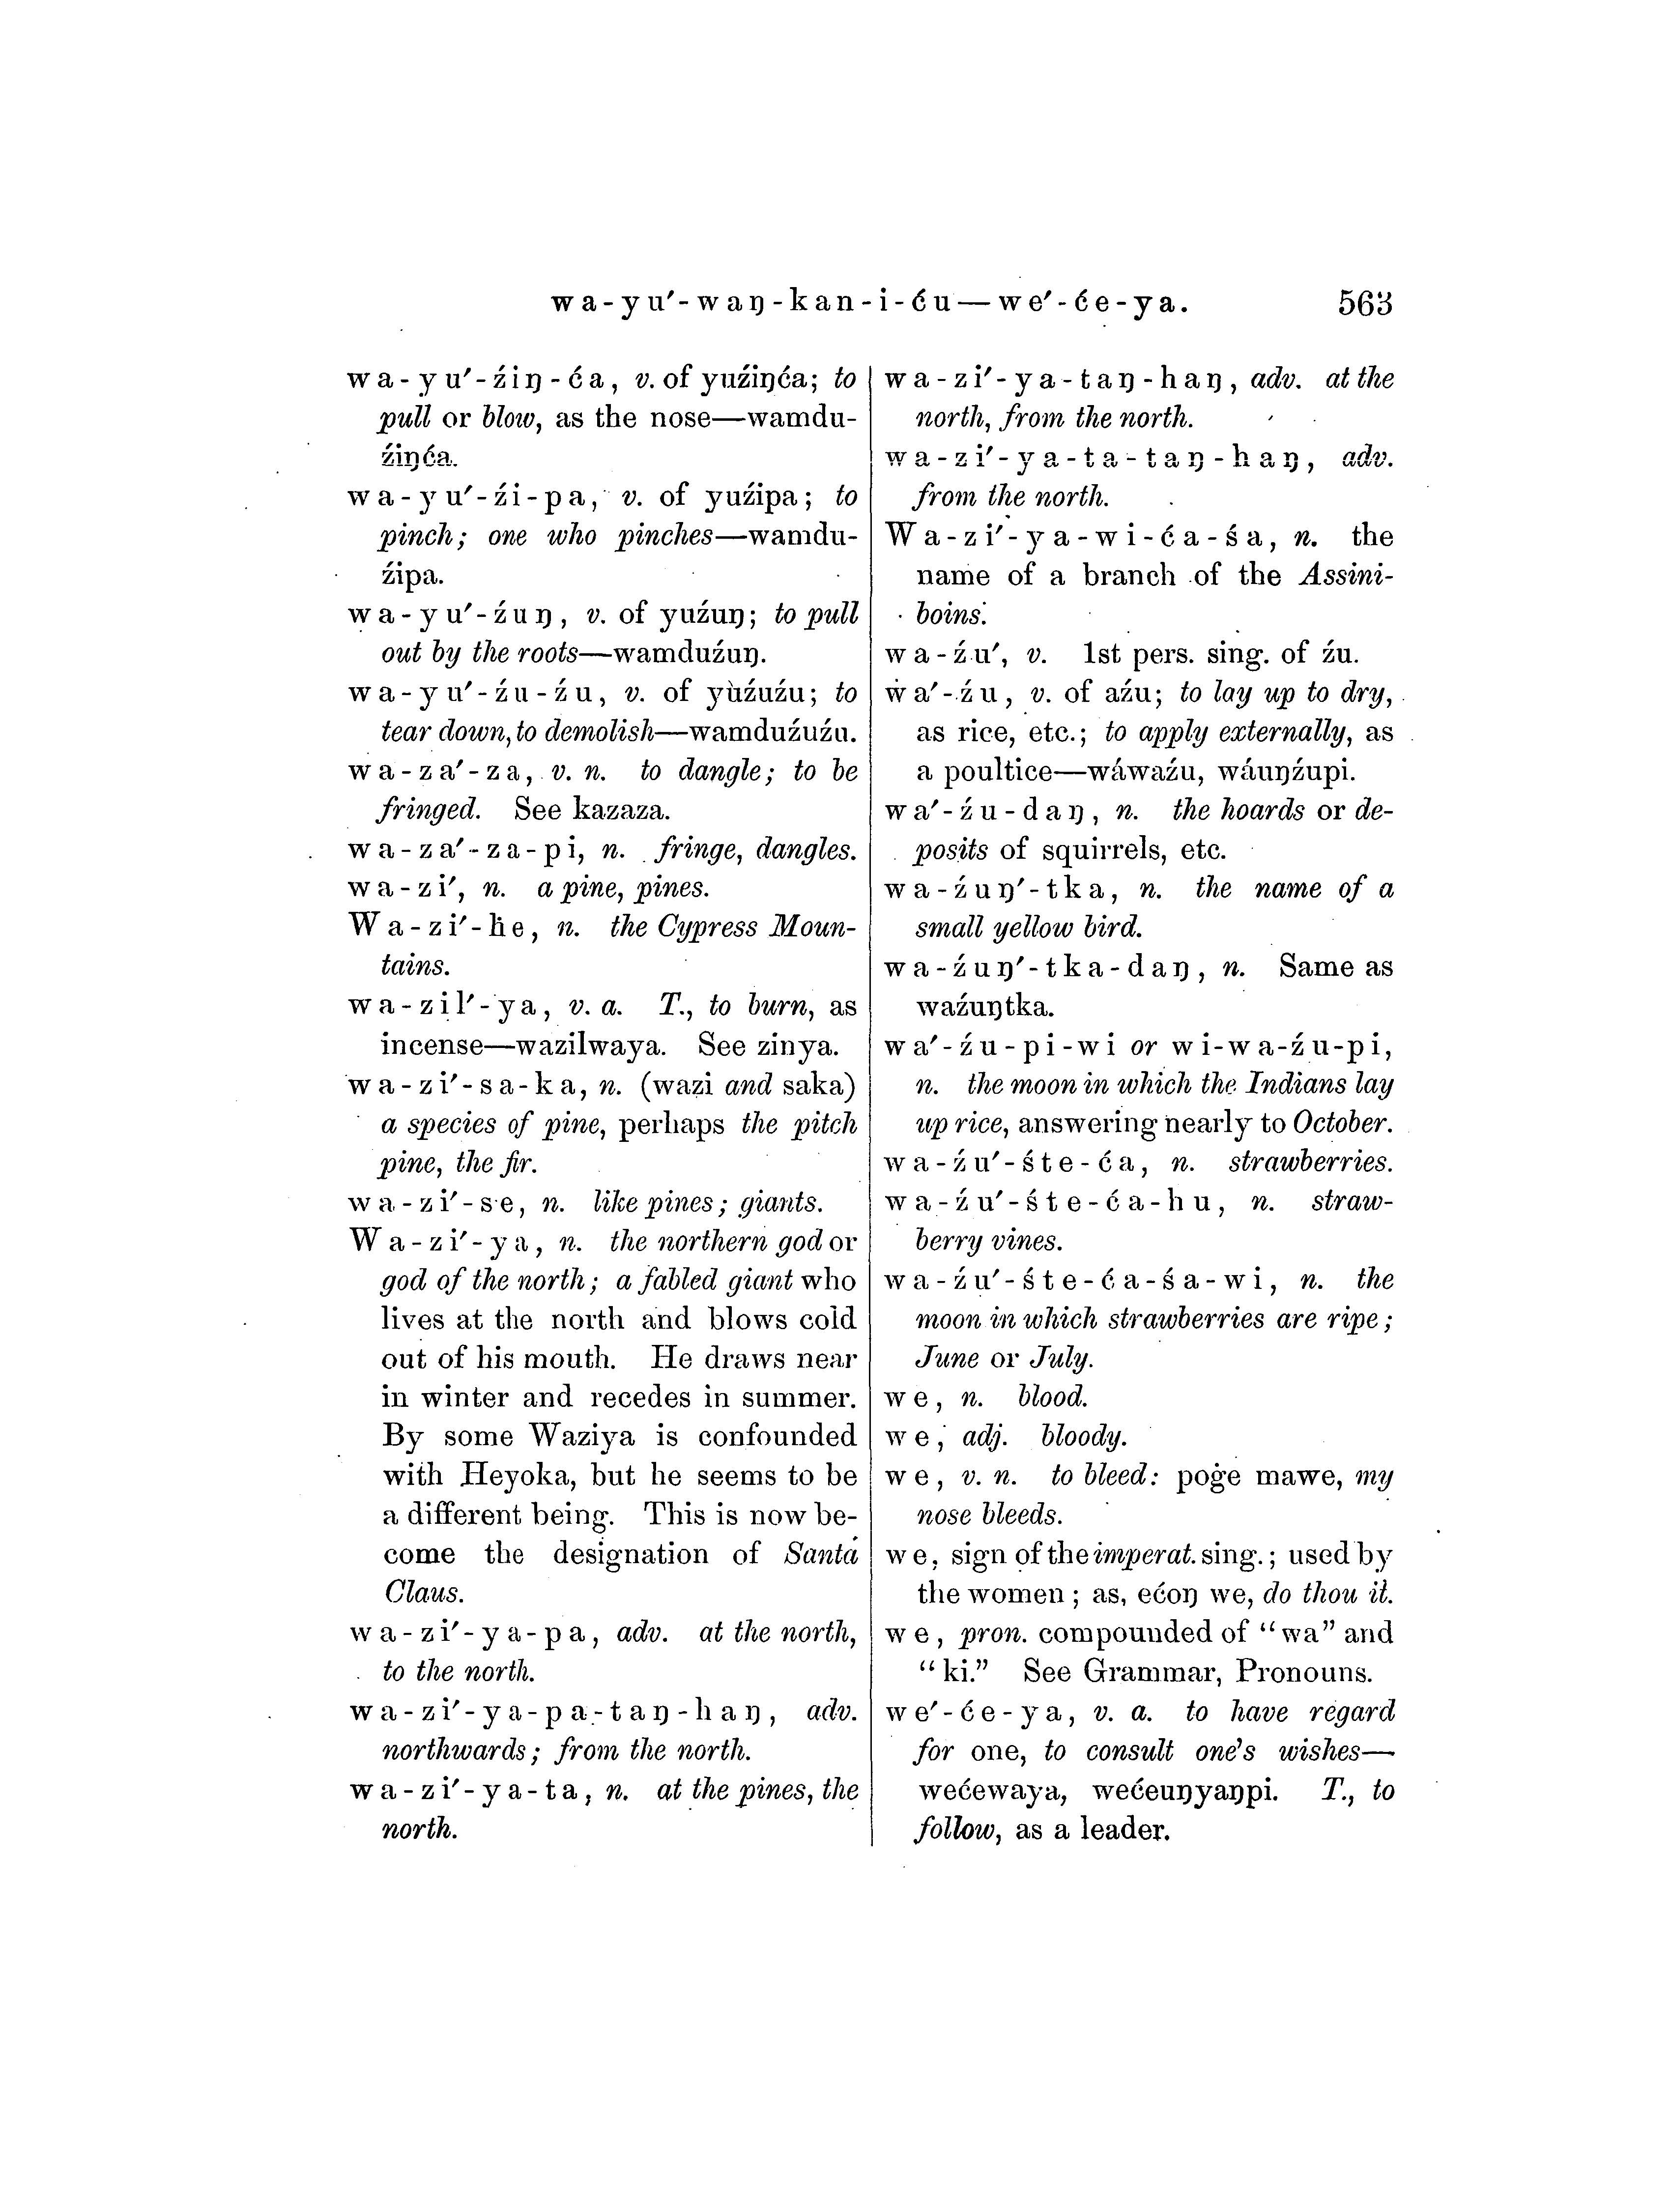 wa-yu′-waŋ-kan-i-ću—we′-će-ya. 563
wa-yu′-źiŋ-ća, v. of yuźiŋća; to
pull or blow, as the nose—wamdu-
źiŋća.
wa-yu′-źi-pa, v. of yuźipa; to
pinch; one who pinches—wamdu-
źipa.
wa-yu′-źuŋ, v. of yuźuŋ; to pull
out by the roots—wamduźuŋ.
wa-yu′-źu-źu, v. of yuźuźu; to
tear down, to demolish—wamduźuźu.
wa-za′-za, v. n. to dangle; to be
fringed. See kazaza.
wa-za′-za-pi, n. fringe, dangles.
wa-zi′, n. a pine, pines.
Wa-zi′-ḣe, n. the Cypress Moun-
tains.
wa-zil′-ya, v. a. T., to burn, as
incense—wazilwaya. See zinya.
wa-zi′-sa-ka, n. (wazi and saka)
a species of pine, perhaps the pitch
pine, the fir.
wa-zi′-se, n. like pines; giants.
Wa-zi′-ya, n. the northern god or
god of the north; a fabled giant who
lives at the north and blows cold
out of his mouth. He draws near
in winter and recedes in summer.
By some Waziya is confounded
with Heyoka, but he seems to be
a different being. This is now be-
come the designation of Santa
Claus.
wa-zi′-ya-pa, adv. at the north,
to the north.
wa-zi′-ya-pa-taŋ-haŋ, adv.
northwards; from the north.
wa-zi′-ya-ta, n. at the pines, the
north.
wa-zi′-ya-taŋ-haŋ, adv. at the
north, from the north.
wa-zi′-ya-ta-taŋ-haŋ, adv.
from the north.
Wa-zi′-ya-wi-ća-śa, n. the
name of a branch of the Assini-
boins.
wa-źu′, v. 1st pers. sing. of źu.
wa′-źu, v. of aźu; to lay up to dry,
as rice, etc.; to apply externally, as
a poultice—wáwaźu, wáuŋźupi.
wa′-źu-daŋ, n. the hoards or de-
posits of squirrels, etc.
wa-źuŋ′-tka, n. the name of a
small yellow bird.
wa-źuŋ′-tka-daŋ, n. Same as
waźuŋtka.
wa′-źu-pi-wi or wi-wa-źu-pi,
n. the moon in which the Indians lay
up rice, answering nearly to October.
wa-źu′-śte-ća, n. strawberries.
wa-źu′-śte-ća-hu, n. straw-
berry vines.
wa-źu′-śte-ća-śa-wi, n. the
moon in which strawberries are ripe;
June or July.
we, n. blood.
we, adj. bloody.
we, v. n. to bleed: poġe mawe, my
nose bleeds.
we, sign of the imperat. sing.; used by
the women; as, ećoŋ we, do thou it.
we, pron. compounded of “wa” and
“ki.” See Grammar, Pronouns.
we′-će-ya, v. a. to have regard
for one, to consult one's wishes—
wećewaya, wećeuŋyaŋpi. T., to
follow, as a leader.